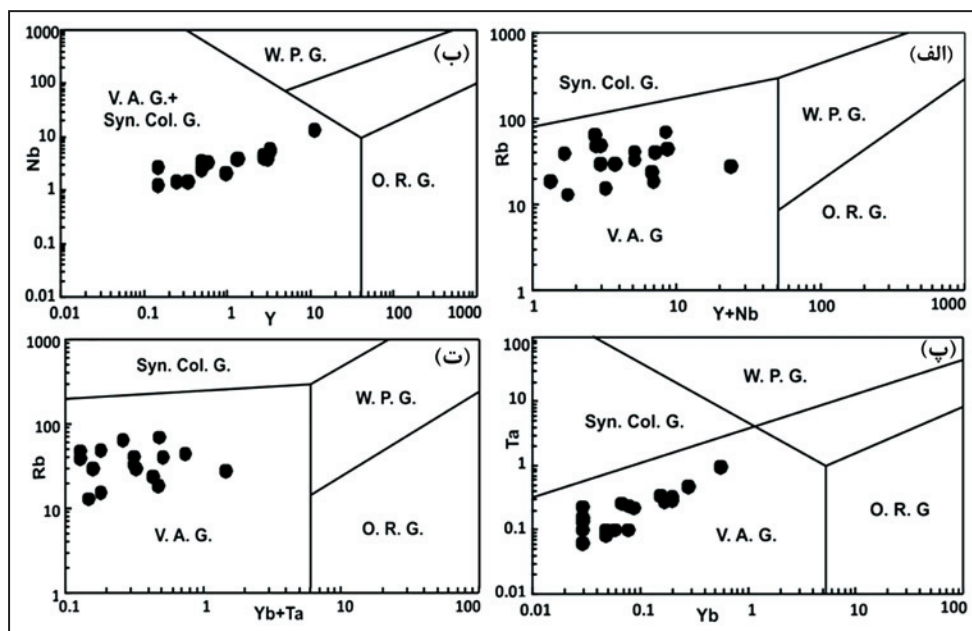 (الف)
1000
100
10
1
Rb
Syn. Col. G.
W. P. G.
V. A. G
O. R. G.
1
10
100
1000
Y+Nb
(ب)
1000
100
10
1
0.1
0.01
Nb
W. P. G.
V. A. G.+
Syn. Col. G.
O. R. G.
0.01
0.1
1
10
100
1000
Y
(پ)
100
10
1
0.1
0.01
Ta
W. P. G.
Syn. Col. G.
V. A. G.
O. R. G
0.01
0.1
1
10
100
Yb
(ت)
1000
100
10
1
Rb
Syn. Col. G.
W. P. G.
V. A. G.
O. R. G.
0.1
1
10
100
Yb+Ta